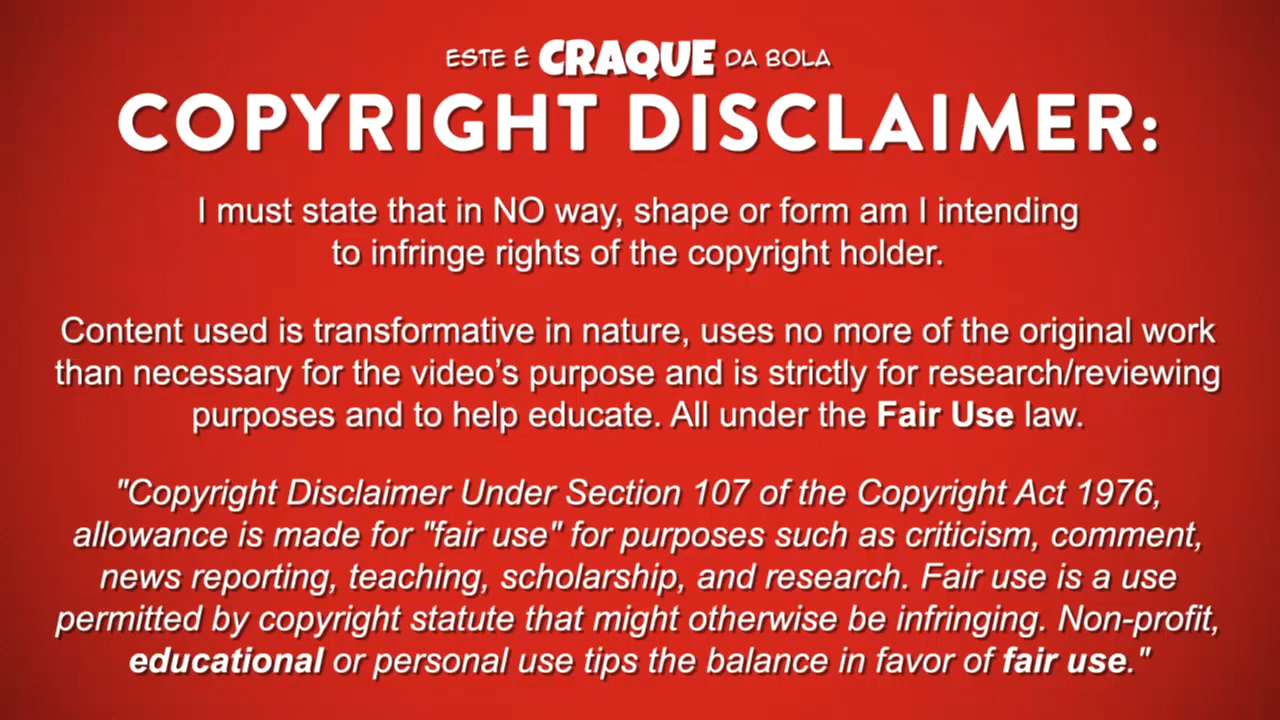 ESTE É CRAQUE DA BOLA
COPYRIGHT DISCLAIMER:
I must state that in NO way, shape or form am I intending
to infringe rights of the copyright holder.
Content used is transformative in nature, uses no more of the original work
than necessary for the video's purpose and is strictly for research/reviewing
purposes and to help educate. All under the Fair Use law.
"Copyright Disclaimer Under Section 107 of the Copyright Act 1976,
allowance is made for "fair use" for purposes such as criticism, comment,
news reporting, teaching, scholarship, and research. Fair use is a use
permitted by copyright statute that might otherwise be infringing. Non-profit,
educational or personal use tips the balance in favor of fair use."